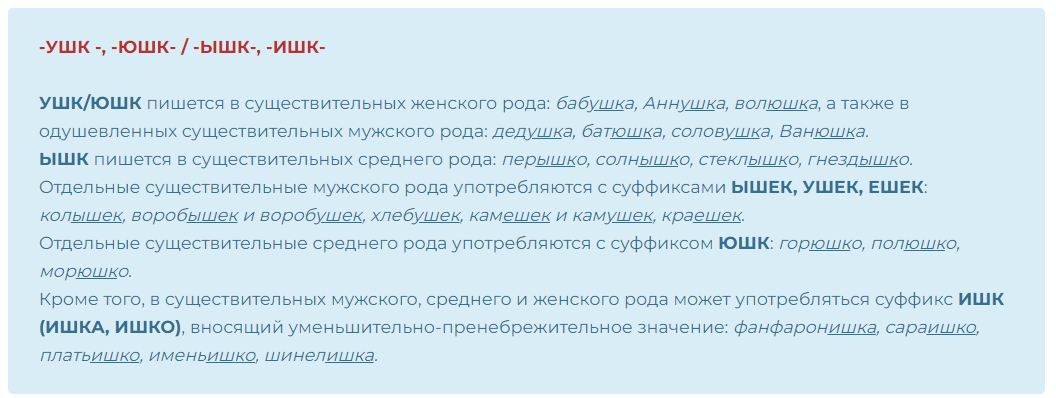 -УШК -, -ЮШК- / -ЫШК-, -ИШК-
УШК/ЮШК пишется в существительных женского рода: бабушка, Аннушка, волюшка, а также в
одушевленных существительных мужского рода: дедушка, батюшка, соловушка, Ванюшка.
ЫШК пишется в существительных среднего рода: пёрышко, солнышко, стеклышко, гнездышко.
Отдельные существительные мужского рода употребляются с суффиксами ЫШЕК, УШЕК, ЕШЕК:
колышек, воробышек и воробушек, хлебушек, камешек и камушек, краешек.
Отдельные существительные среднего рода употребляются с суффиксом ЮШК: горюшко, полюшко,
морюшко.
Кроме того, в существительных мужского, среднего и женского рода может употребляться суффикс ИШК
(ИШКА, ИШКО), вносящий уменьшительно-пренебрежительное значение: фанфаронишка, сараишко,
платьишко, именьишко, шинелишка.